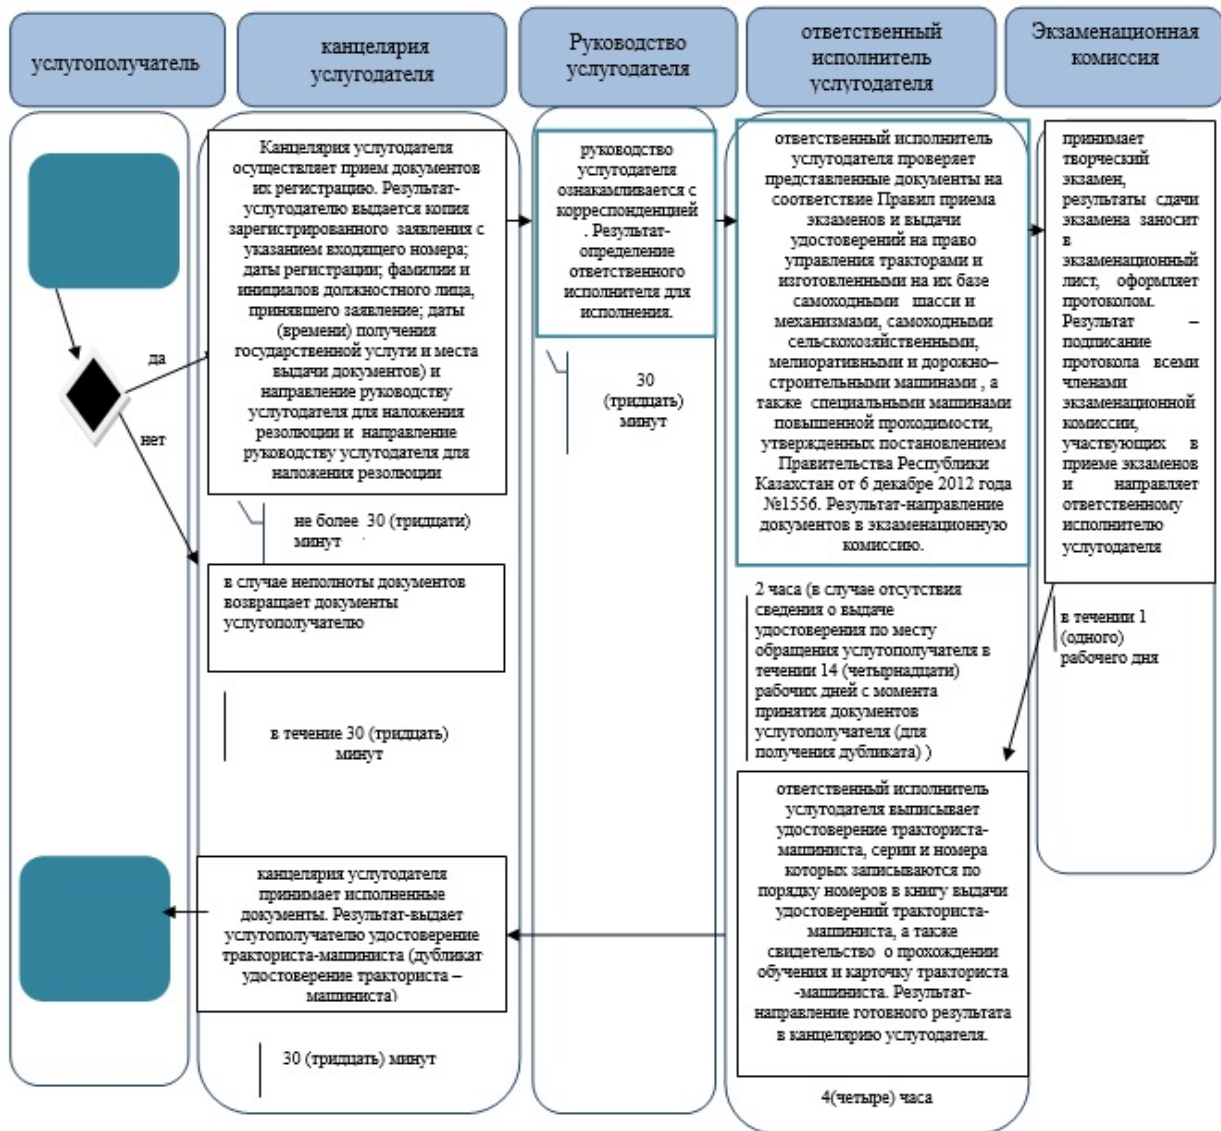 услугополучатель
канцелярия
услугодателя
Руководство
услугодателя
ответственный
исполнитель
услугодателя
Экзаменационная
комиссия
да
нет
Канцелярия услугодателя
осуществляет прием документов
их регистрацию. Результат-
услугодателю выдается копия
зарегистрированного заявления с
указанием входящего номера;
даты регистрации; фамилии и
инициалов должностного лица,
принявшего заявление; даты
(времени) получения
государственной услуги и места
выдачи документов) и
направление руководству
услугодателя для наложения
резолюции и направление
руководству услугодателя для
наложения резолюции
не более 30 (тридцати)
минут
в случае неполноты документов
возвращает документы
услугополучателю
в течение 30 (тридцать)
минут
руководство
услугодателя
ознакамливается с
корреспонденцией
. Результат-
определение
ответственного
исполнителя для
исполнения.
30
(тридцать)
минут
ответственный исполнитель
услугодателя проверяет
представленные документы на
соответствие Правил приема
экзаменов и выдачи
удостоверений на право
управления тракторами и
изготовленными на их базе
самоходными шасси и
механизмами, самоходными
сельскохозяйственными,
мелиоративными и дорожно–
строительными машинами , а
также специальными машинами
повышенной проходимости,
утвержденных постановлением
Правительства Республики
Казахстан от 6 декабре 2012 года
№1556. Результат-направление
документов в экзаменационную
комиссию.
2 часа (в случае отсутствия
сведения о выдаче
удостоверения по месту
обращения услугополучателя в
течении 14 (четырнадцати)
рабочих дней с момента
принятия документов
услугополучателя (для
получения дубликата) )
принимает
творческий
экзамен,
результаты сдачи
экзамена заносит
в
экзаменационный
лист, оформляет
протоколом.
Результат –
подписание
протокола всеми
членами
экзаменационной
комиссии,
участвующих в
приеме экзаменов
и направляет
ответственному
исполнителю
услугодателя
в течении 1
(одного)
рабочего дня
ответственный исполнитель
услугодателя выписывает
удостоверение тракториста-
машиниста, серии и номера
которых записываются по
порядку номеров в книгу выдачи
удостоверений тракториста-
машиниста, а также
свидетельство о прохождении
обучения и карточку тракториста
-машиниста. Результат-
направление готовного результата
в канцелярию услугодателя.
4(четыре) часа
канцелярия услугодателя
принимает исполненные
документы. Результат-выдает
услугополучателю удостоверение
тракториста-машиниста (дубликат
удостоверение тракториста –
машиниста)
30 (тридцать) минут